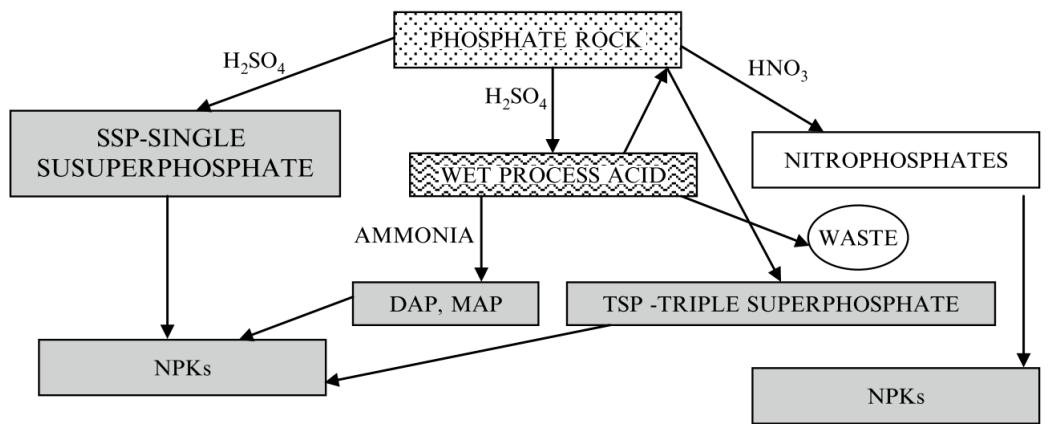 PHOSPHATE ROCK
H₂SO₄
H₂SO₄
HNO₃
SSP-SINGLE
SUSUPERPHOSPHATE
WET PROCESS ACID
NITROPHOSPHATES
AMMONIA
WASTE
DAP, MAP
TSP -TRIPLE SUPERPHOSPHATE
NPKs
NPKs